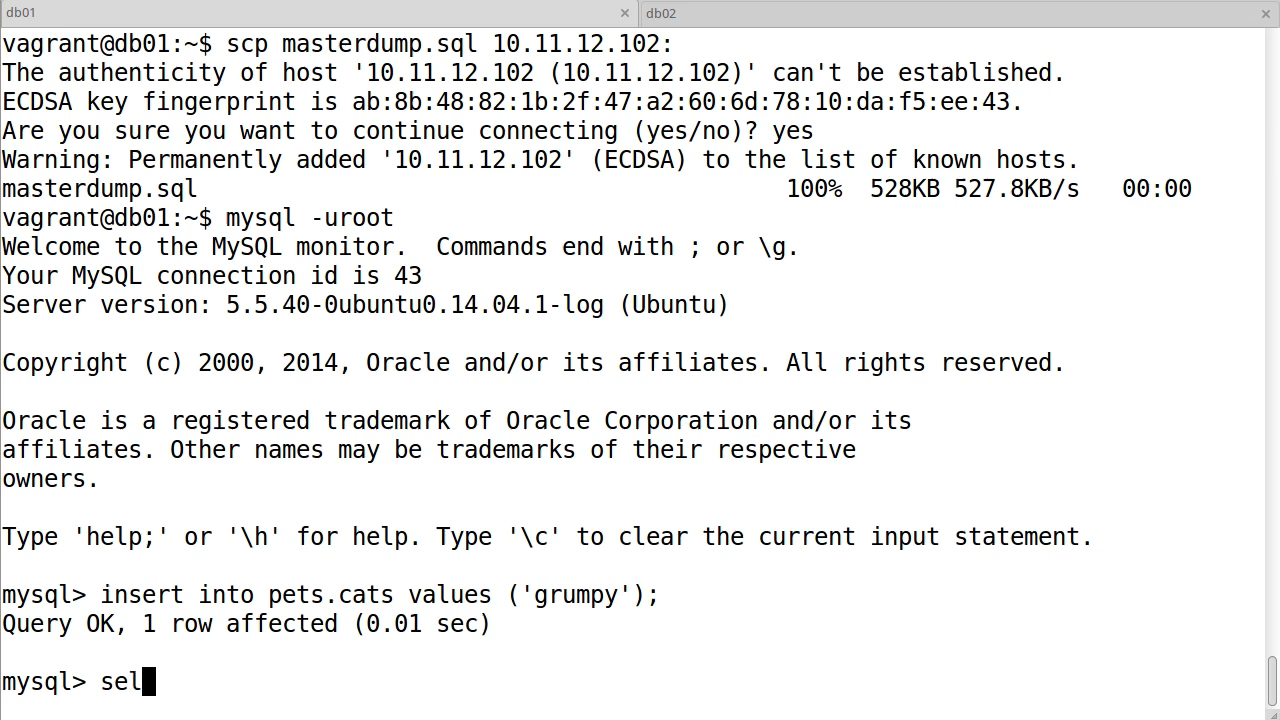 db01
db02
vagrant@db01:~$ scp masterdump.sql 10.11.12.102:
The authenticity of host '10.11.12.102 (10.11.12.102)' can't be established.
ECDSA key fingerprint is ab:8b:48:82:1b:2f:47:a2:60:6d:78:10:da:f5:ee:43.
Are you sure you want to continue connecting (yes/no)? yes
Warning: Permanently added '10.11.12.102' (ECDSA) to the list of known hosts.
masterdump.sql 100% 528KB 527.8KB/s 00:00
vagrant@db01:~$ mysql -uroot
Welcome to the MySQL monitor.  Commands end with ; or \g.
Your MySQL connection id is 43
Server version: 5.5.40-0ubuntu0.14.04.1-log (Ubuntu)
Copyright (c) 2000, 2014, Oracle and/or its affiliates. All rights reserved.
Oracle is a registered trademark of Oracle Corporation and/or its
affiliates. Other names may be trademarks of their respective
owners.
Type 'help;' or '\h' for help. Type '\c' to clear the current input statement.
mysql> insert into pets.cats values ('grumpy');
Query OK, 1 row affected (0.01 sec)
mysql> sel